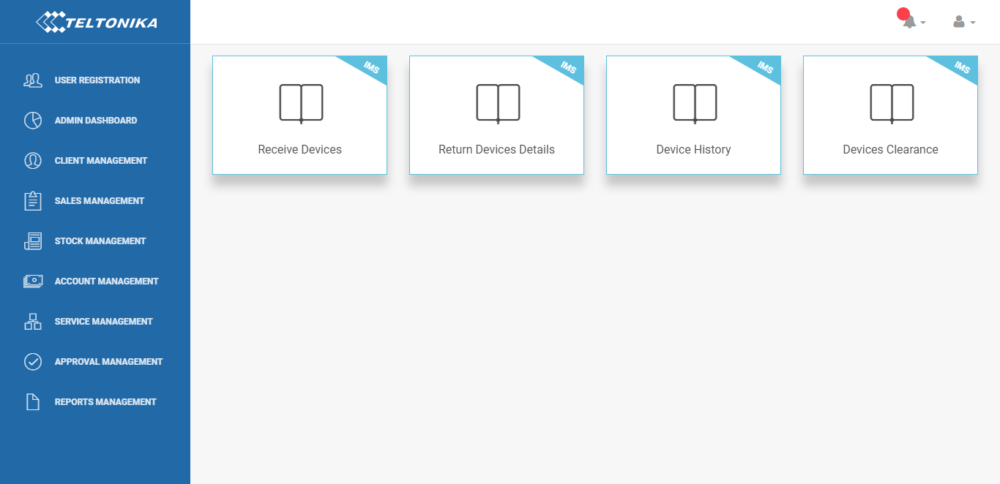 TELTONIKA
USER REGISTRATION
ADMIN DASHBOARD
CLIENT MANAGEMENT
SALES MANAGEMENT
STOCK MANAGEMENT
ACCOUNT MANAGEMENT
SERVICE MANAGEMENT
APPROVAL MANAGEMENT
REPORTS MANAGEMENT
IMS
Receive Devices
IMS
Return Devices Details
IMS
Device History
IMS
Devices Clearance